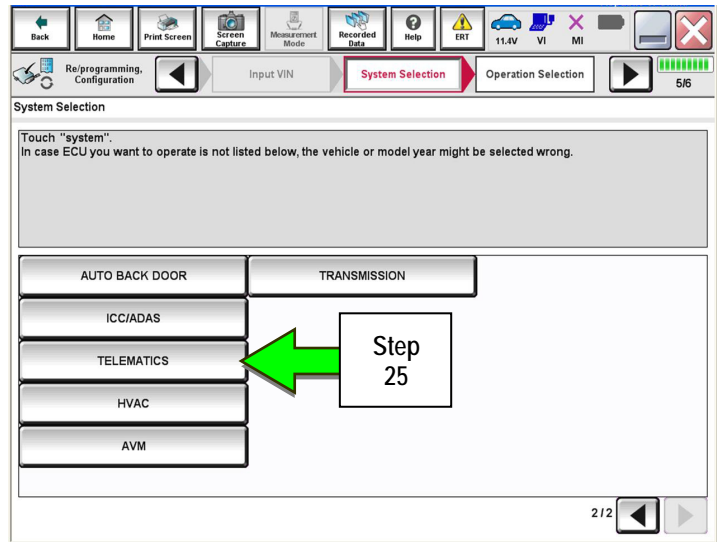 Back
Home
Print Screen
Screen
Capture
Measurement
Mode
Recorded
Data
Help
ERT
11.4V
VI
MI
Re/programming,
Configuration
Input VIN
System Selection
Operation Selection
5/6
System Selection
Touch "system".
In case ECU you want to operate is not listed below, the vehicle or model year might be selected wrong.
AUTO BACK DOOR
TRANSMISSION
ICC/ADAS
TELEMATICS
Step
25
HVAC
AVM
2/2